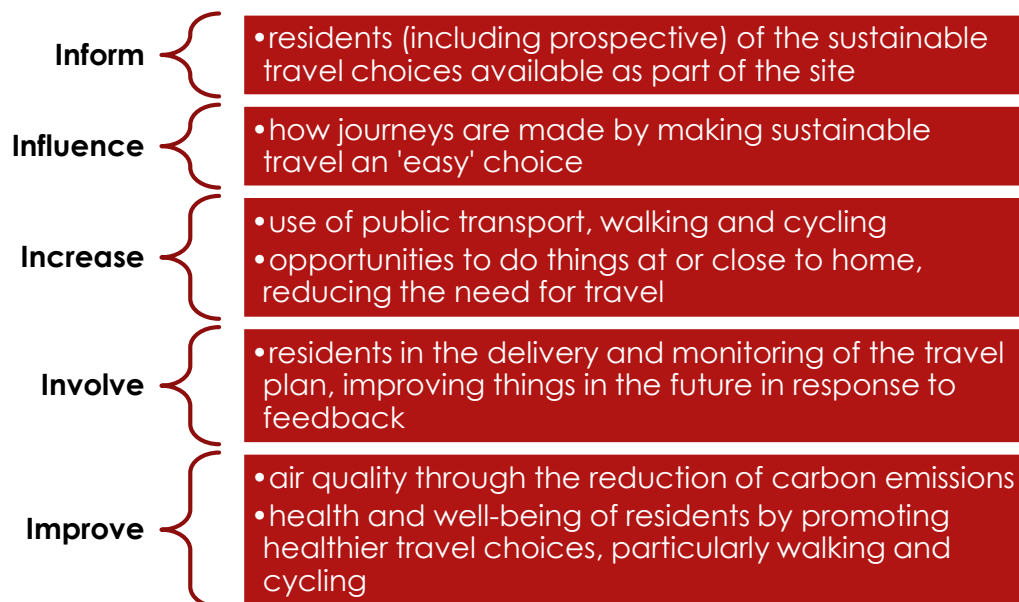 Inform
•residents (including prospective) of the sustainable
travel choices available as part of the site
Influence
•how journeys are made by making sustainable
travel an 'easy' choice
Increase
•use of public transport, walking and cycling
•opportunities to do things at or close to home,
reducing the need for travel
Involve
•residents in the delivery and monitoring of the travel
plan, improving things in the future in response to
feedback
Improve
•air quality through the reduction of carbon emissions
•health and well-being of residents by promoting
healthier travel choices, particularly walking and
cycling